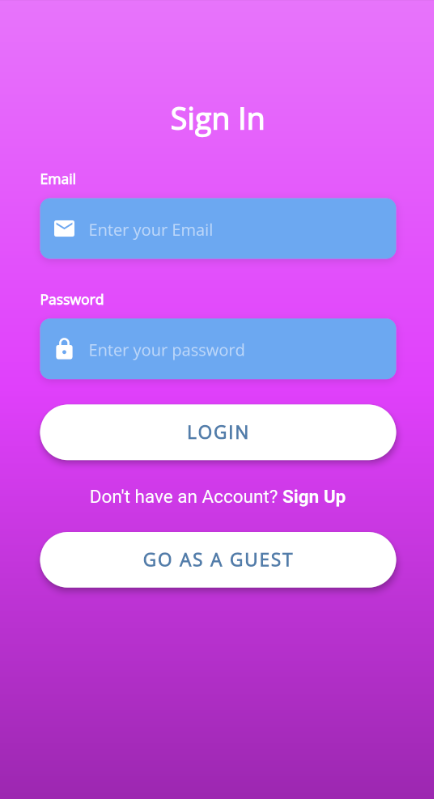 Sign In
Email
Enter your Email
Password
Enter your password
LOGIN
Don't have an Account? Sign Up
GO AS A GUEST